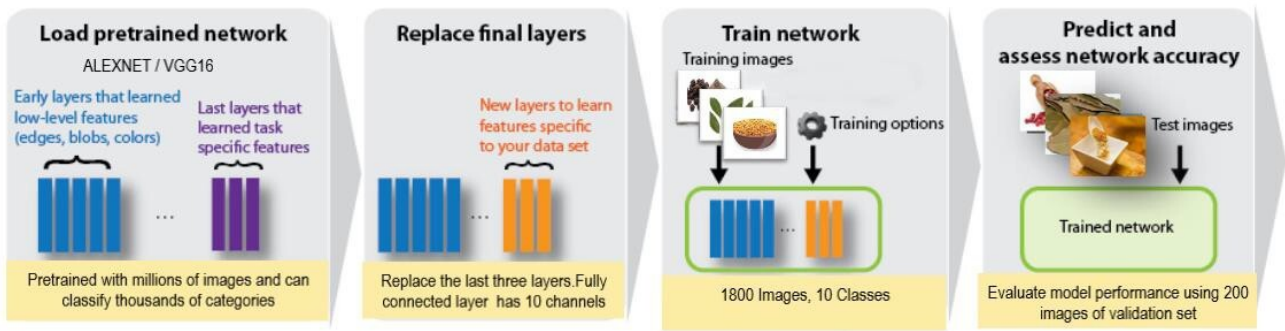 Load pretrained network
ALEXNET / VGG16
Early layers that learned
low-level features
(edges, blobs, colors)
Last layers that
learned task
specific features
...
Pretrained with millions of images and can
classify thousands of categories
Replace final layers
New layers to learn
features specific
to your data set
...
Replace the last three layers.Fully
connected layer has 10 channels
Train network
Training images
Training options
...
1800 Images, 10 Classes
Predict and
assess network accuracy
Test images
Trained network
Evaluate model performance using 200
images of validation set